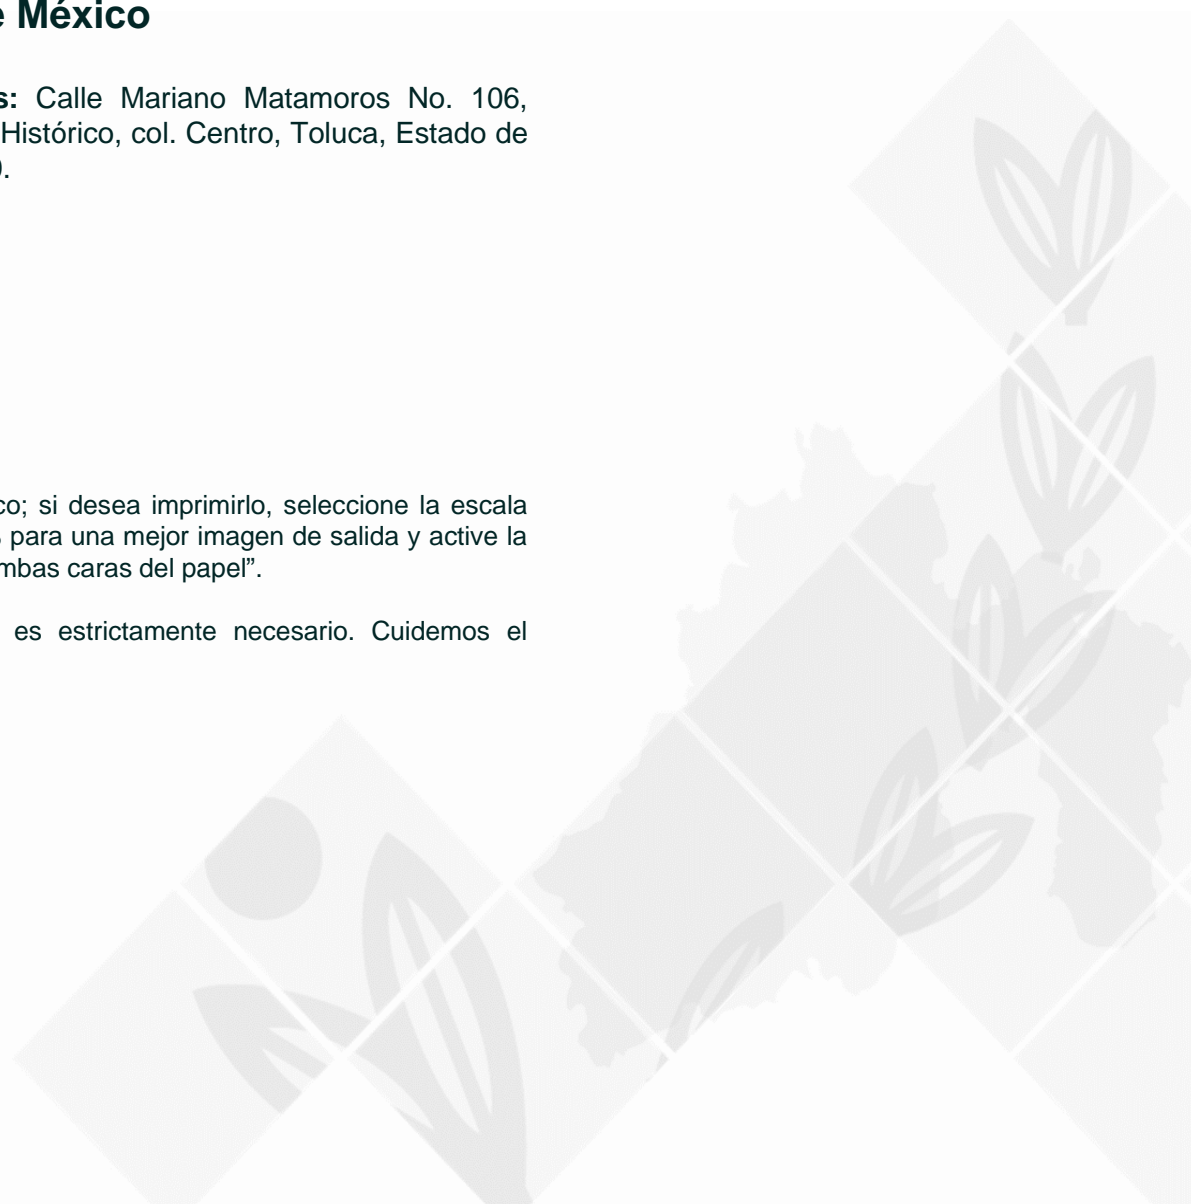 e México
s: Calle Mariano Matamoros No. 106,
Histórico, col. Centro, Toluca, Estado de
0.
co; si desea imprimirlo, seleccione la escala
para una mejor imagen de salida y active la
mbas caras del papel”.
es estrictamente necesario. Cuidemos el